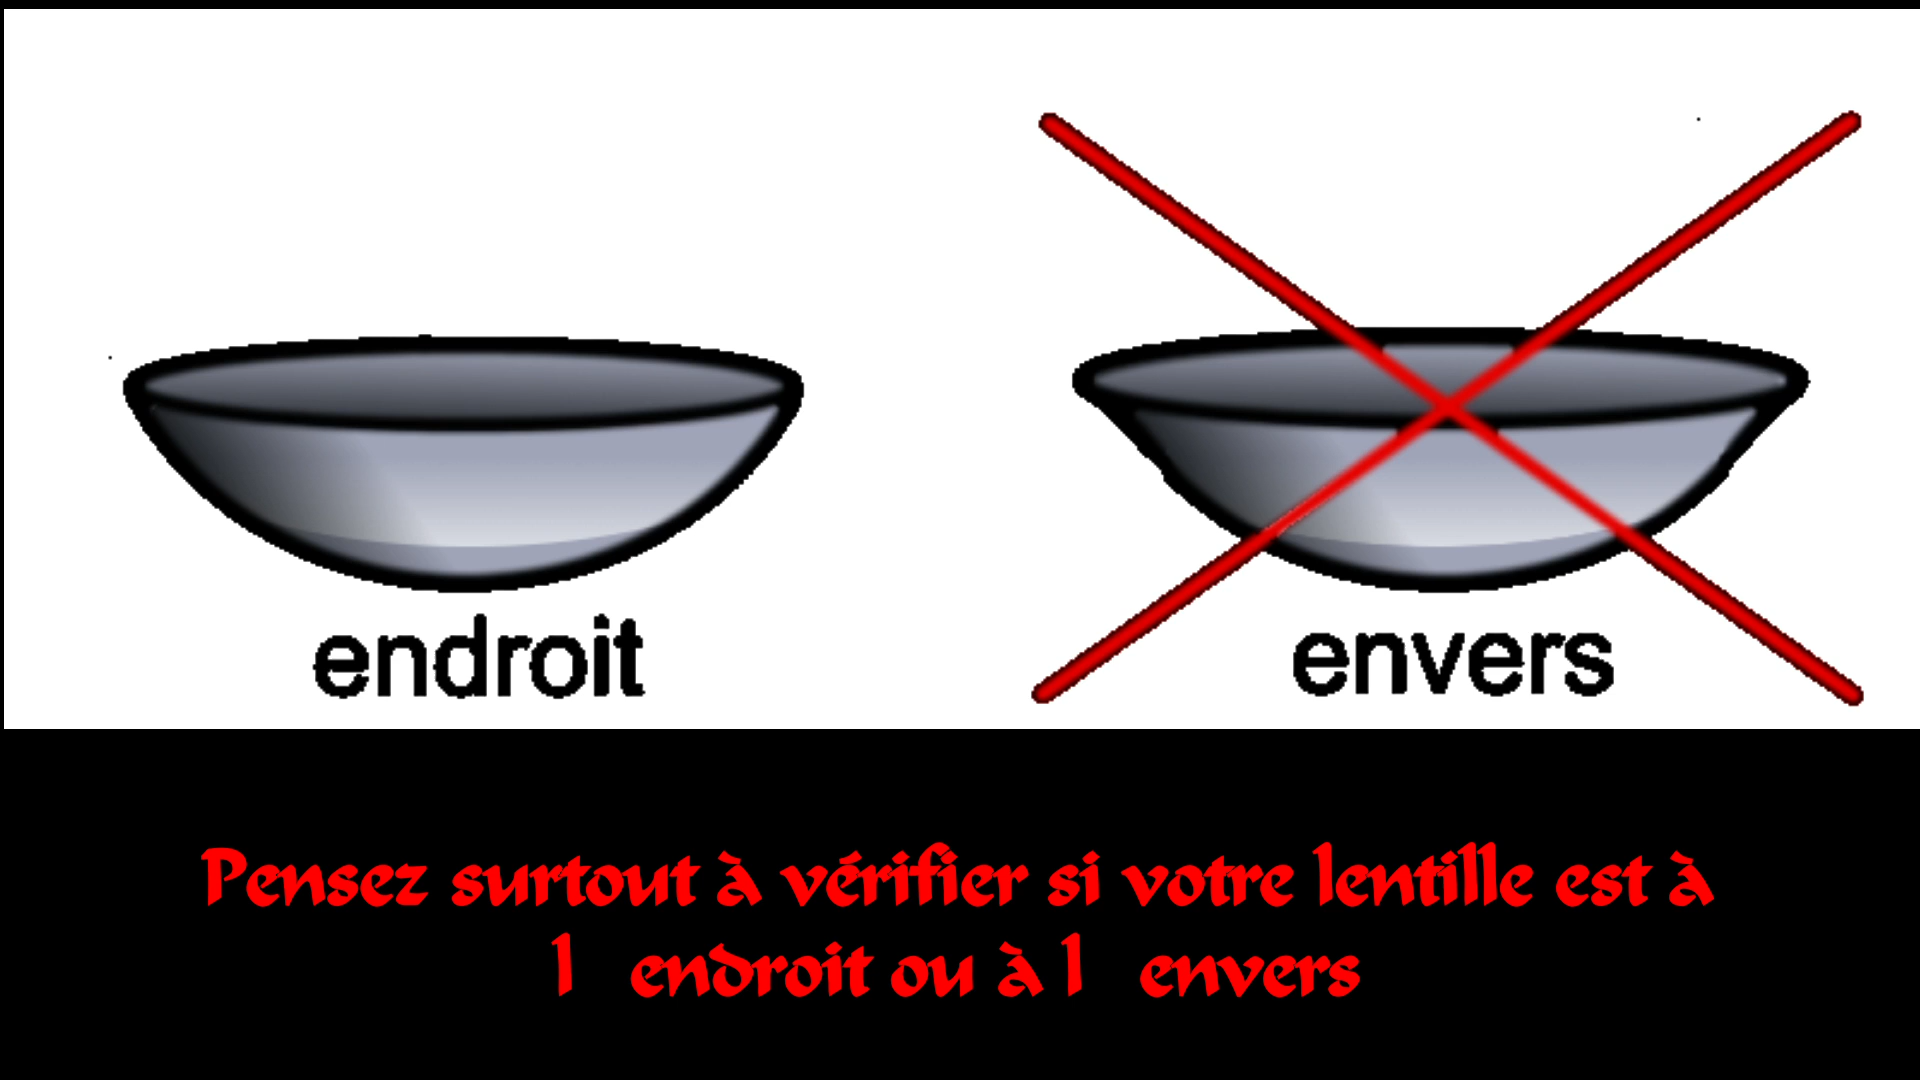 endroit
envers
Pensez surtout à vérifier si votre lentille est à
l endroit ou à l envers